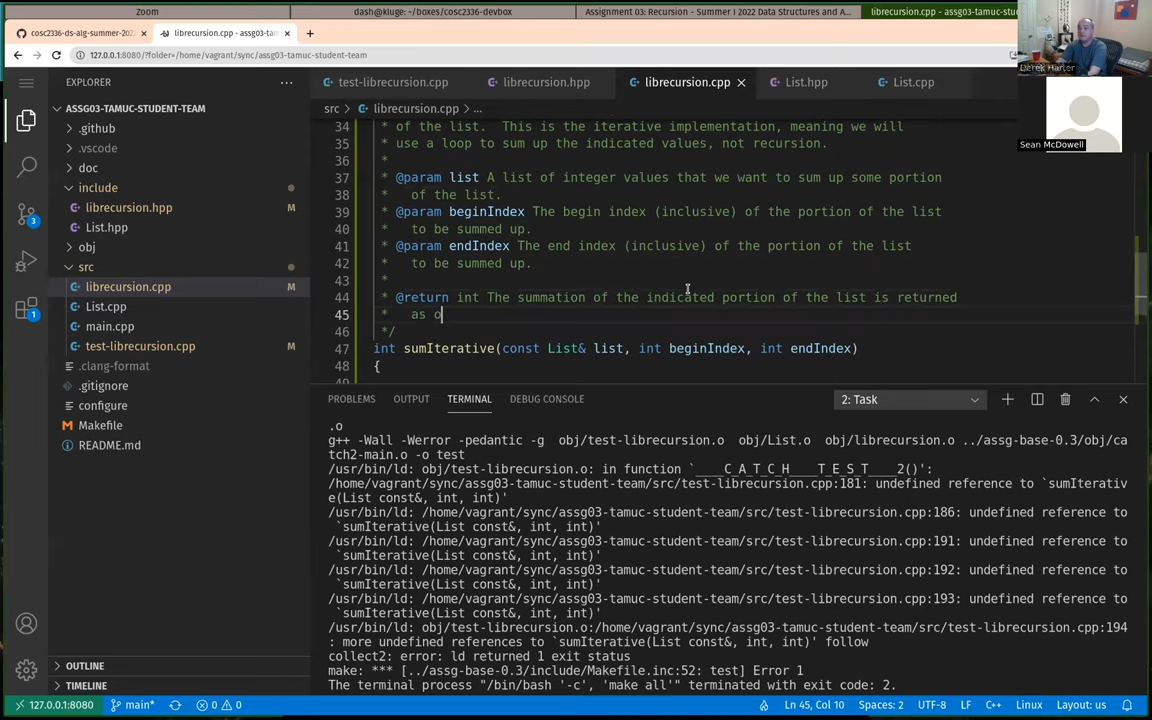 Zoom
dash@kluge: ~/boxes/cosc2336-devbox
Assignment 03: Recursion - Summer I 2022 Data Structures and A...
librecursion.cpp - assg03-tamuc-stu
cosc2336-ds-alg-summer-202
librecursion.cpp - assg03-tam
127.0.0.1:8080/?folder=/home/vagrant/sync/assg03-tamuc-student-team
Derek Harter
Sean McDowell
EXPLORER
ASSG03-TAMUC-STUDENT-TEAM
.github
.vscode
doc
include
librecursion.hpp M
List.hpp
obj
src
librecursion.cpp M
List.cpp
main.cpp
test-librecursion.cpp M
.clang-format
.gitignore
configure
Makefile
README.md
OUTLINE
TIMELINE
3
1
test-librecursion.cpp
librecursion.hpp
librecursion.cpp
List.hpp
List.cpp
src > librecursion.cpp > ...
34 * of the list.  This is the iterative implementation, meaning we will
35 * use a loop to sum up the indicated values, not recursion.
36 *
37 * @param list A list of integer values that we want to sum up some portion
38 *   of the list.
39 * @param beginIndex The begin index (inclusive) of the portion of the list
40 *   to be summed up.
41 * @param endIndex The end index (inclusive) of the portion of the list
42 *   to be summed up.
43 *
44 * @return int The summation of the indicated portion of the list is returned
45 *   as o
46 */
47 int sumIterative(const List& list, int beginIndex, int endIndex)
48 {
49
PROBLEMS
OUTPUT
TERMINAL
DEBUG CONSOLE
2: Task
.o
g++ -Wall -Werror -pedantic -g  obj/test-librecursion.o  obj/List.o  obj/librecursion.o ../assg-base-0.3/obj/ca
tch2-main.o -o test
/usr/bin/ld: obj/test-librecursion.o: in function `____C_A_T_C_H____T_E_S_T____2()':
/home/vagrant/sync/assg03-tamuc-student-team/src/test-librecursion.cpp:181: undefined reference to `sumIterativ
e(List const&, int, int)'
/usr/bin/ld: /home/vagrant/sync/assg03-tamuc-student-team/src/test-librecursion.cpp:186: undefined reference to
`sumIterative(List const&, int, int)'
/usr/bin/ld: /home/vagrant/sync/assg03-tamuc-student-team/src/test-librecursion.cpp:191: undefined reference to
`sumIterative(List const&, int, int)'
/usr/bin/ld: /home/vagrant/sync/assg03-tamuc-student-team/src/test-librecursion.cpp:192: undefined reference to
`sumIterative(List const&, int, int)'
/usr/bin/ld: /home/vagrant/sync/assg03-tamuc-student-team/src/test-librecursion.cpp:193: undefined reference to
`sumIterative(List const&, int, int)'
/usr/bin/ld: obj/test-librecursion.o:/home/vagrant/sync/assg03-tamuc-student-team/src/test-librecursion.cpp:194
: more undefined references to `sumIterative(List const&, int, int)' follow
collect2: error: ld returned 1 exit status
make: *** [../assg-base-0.3/include/Makefile.inc:52: test] Error 1
The terminal process "/bin/bash '-c', 'make all'" terminated with exit code: 2.
127.0.0.1:8080
main*
0
0
Ln 45, Col 10
Spaces: 2
UTF-8
LF
C++
Linux
Layout: us